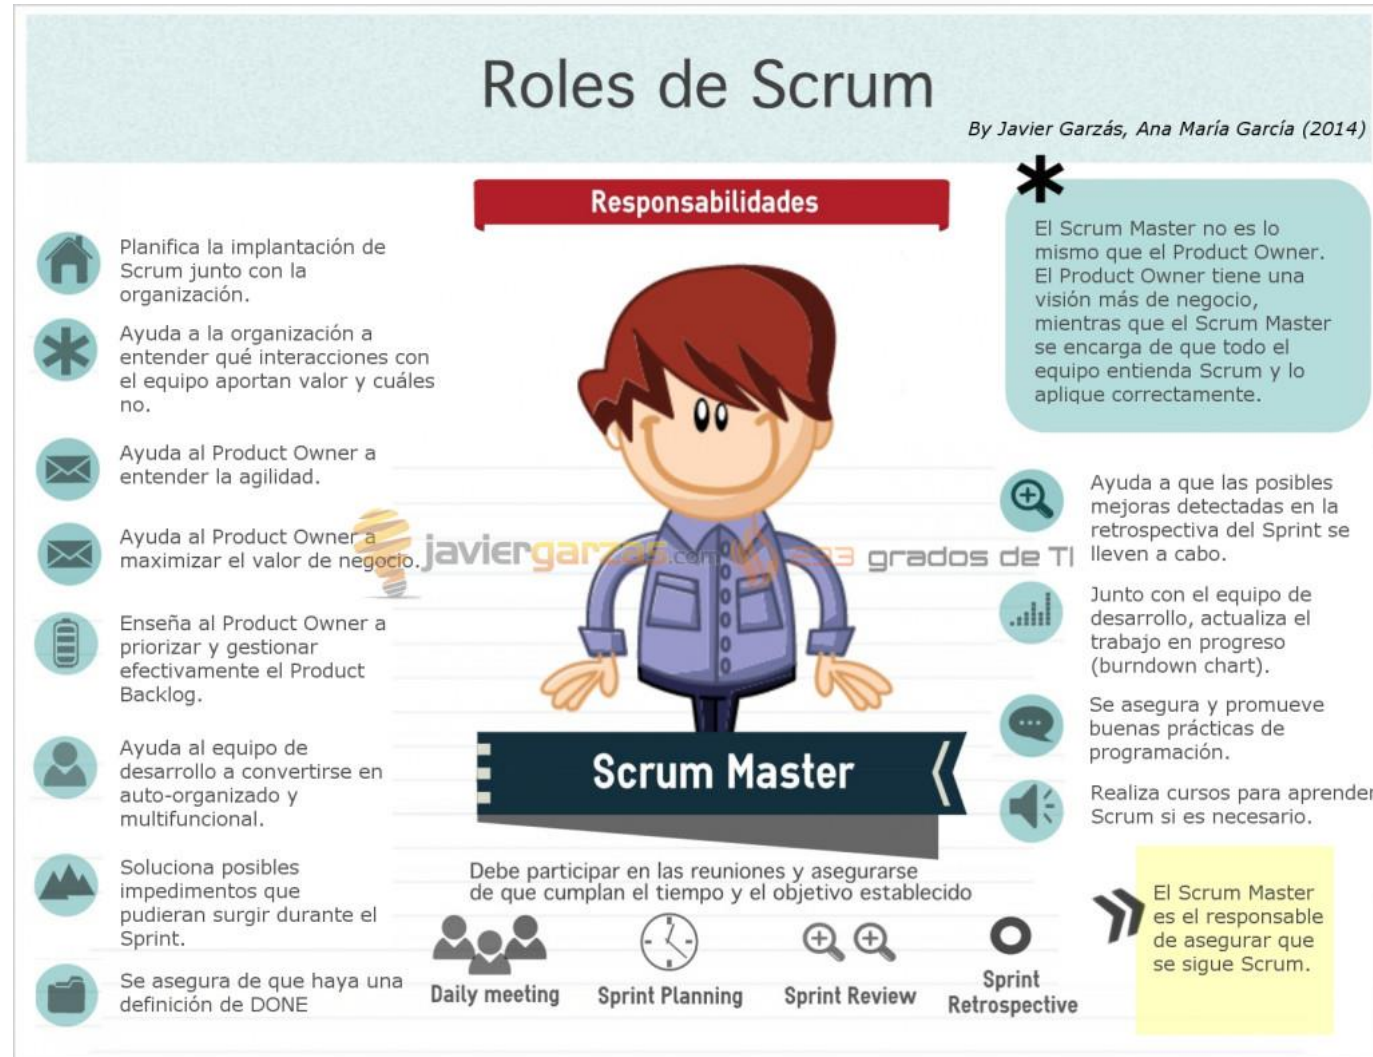 Roles de Scrum
By Javier Garzás, Ana María García (2014)
Responsabilidades
Planifica la implantación de
Scrum junto con la
organización.
Ayuda a la organización a
entender qué interacciones con
el equipo aportan valor y cuáles
no.
Ayuda al Product Owner a
entender la agilidad.
Ayuda al Product Owner a
maximizar el valor de negocio.
Enseña al Product Owner a
priorizar y gestionar
efectivamente el Product
Backlog.
Ayuda al equipo de
desarrollo a convertirse en
auto-organizado y
multifuncional.
Soluciona posibles
impedimentos que
pudieran surgir durante el
Sprint.
Se asegura de que haya una
definición de DONE
javiergarzas.com 233 grados de TI
Scrum Master
Debe participar en las reuniones y asegurarse
de que cumplan el tiempo y el objetivo establecido
Daily meeting
Sprint Planning
Sprint Review
Sprint
Retrospective
El Scrum Master no es lo
mismo que el Product Owner.
El Product Owner tiene una
visión más de negocio,
mientras que el Scrum Master
se encarga de que todo el
equipo entienda Scrum y lo
aplique correctamente.
Ayuda a que las posibles
mejoras detectadas en la
retrospectiva del Sprint se
lleven a cabo.
Junto con el equipo de
desarrollo, actualiza el
trabajo en progreso
(burndown chart).
Se asegura y promueve
buenas prácticas de
programación.
Realiza cursos para aprender
Scrum si es necesario.
El Scrum Master
es el responsable
de asegurar que
se sigue Scrum.